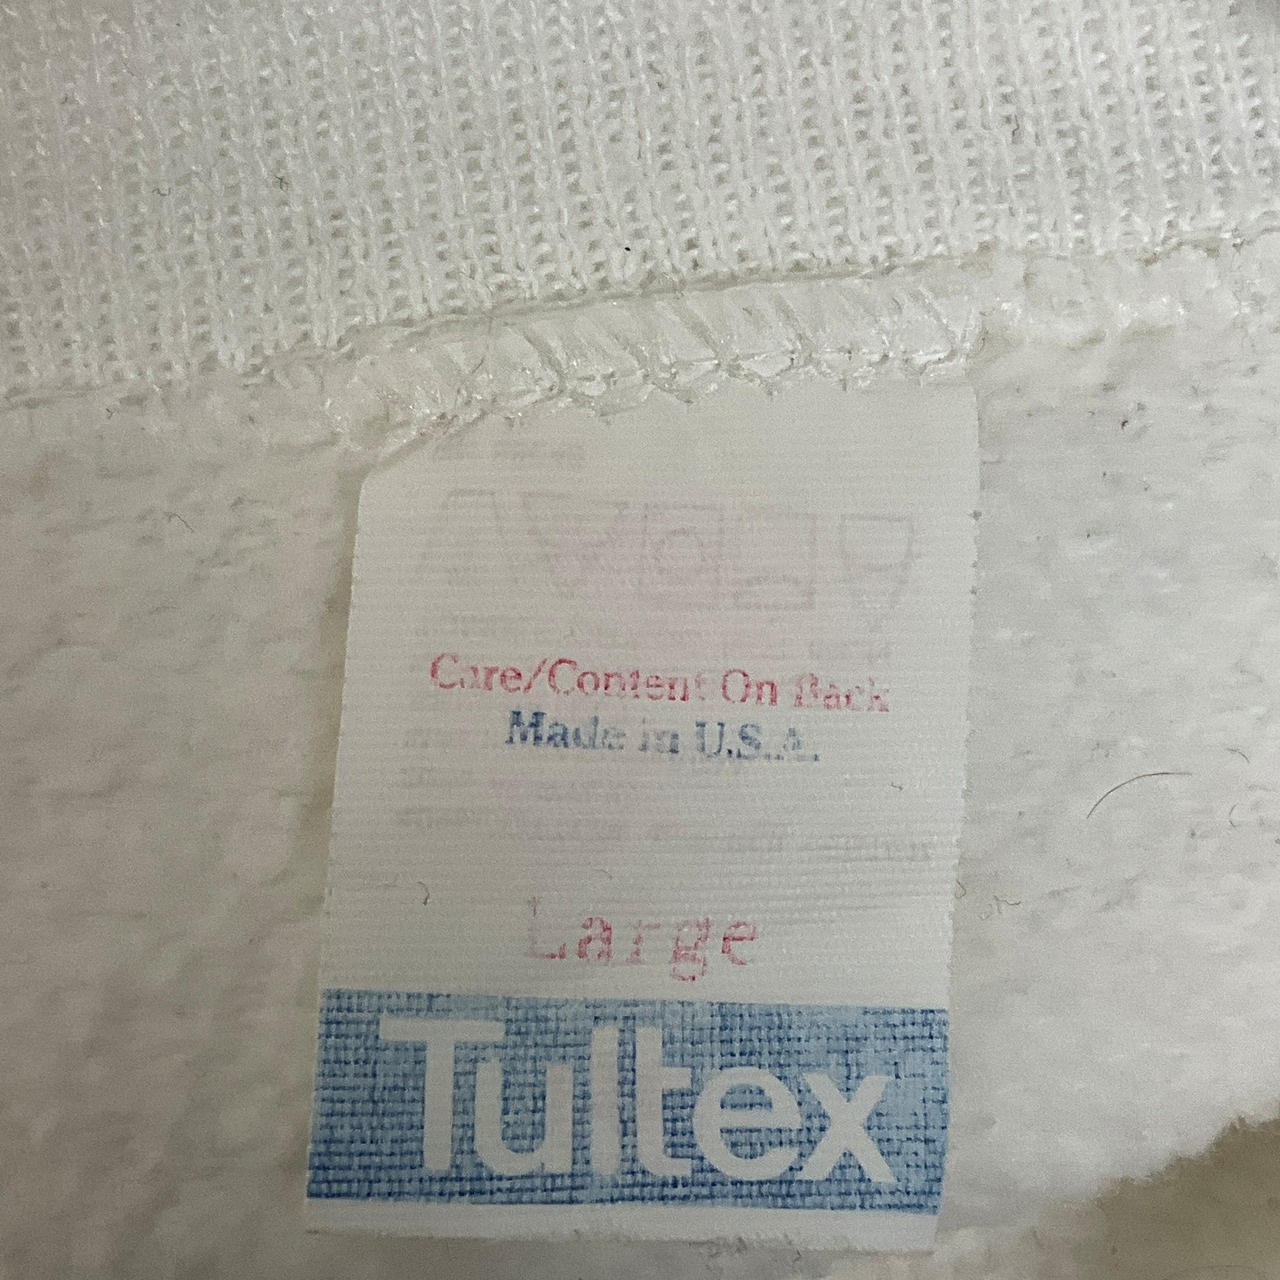 Care/Content On Back
Made in U.S.A.
Large
Tultex